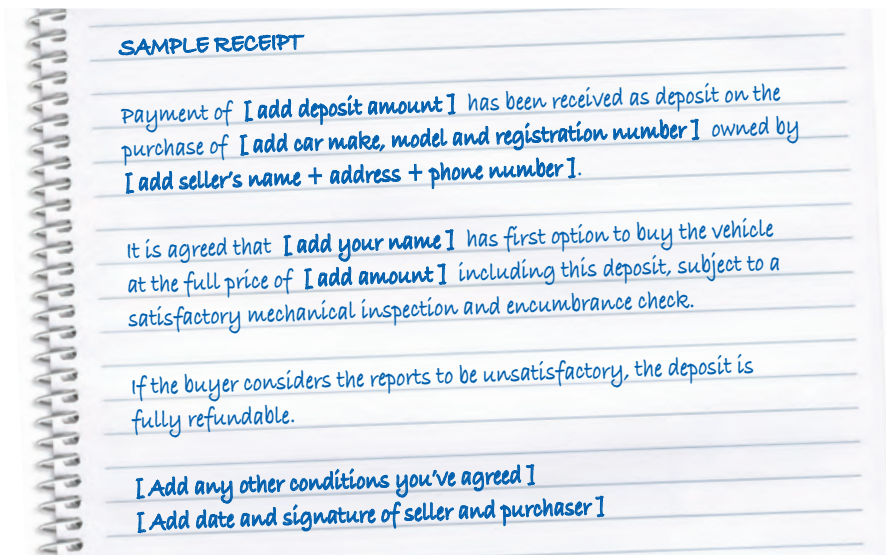 SAMPLE RECEIPT
Payment of [add deposit amount] has been received as deposit on the
purchase of [add car make, model and registration number] owned by
[add seller's name + address + phone number].
It is agreed that [add your name] has first option to buy the vehicle
at the full price of [add amount] including this deposit, subject to a
satisfactory mechanical inspection and encumbrance check.
If the buyer considers the reports to be unsatisfactory, the deposit is
fully refundable.
[Add any other conditions you've agreed]
[Add date and signature of seller and purchaser]